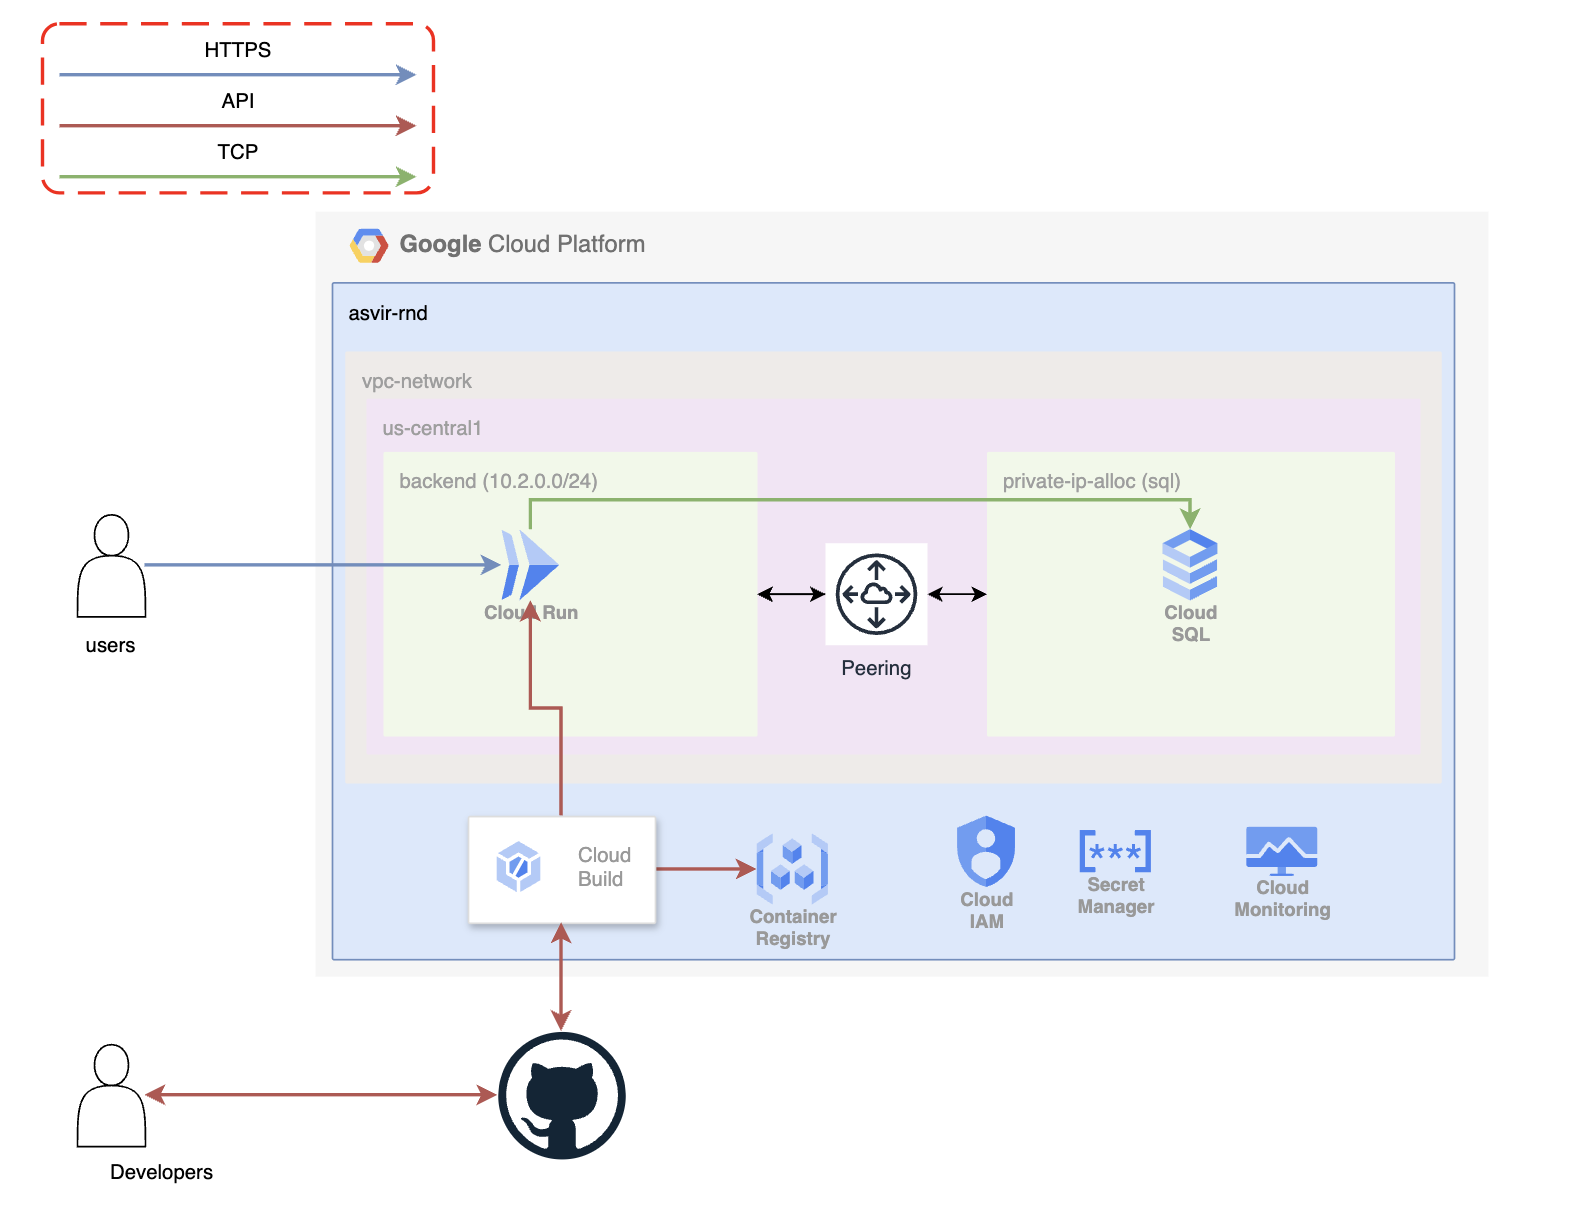 HTTPS
API
TCP
Google Cloud Platform
asvir-rnd
vpc-network
us-central1
backend (10.2.0.0/24)
private-ip-alloc (sql)
Cloud Run
Cloud
SQL
Peering
users
Cloud
Build
Container
Registry
Cloud
IAM
***
Secret
Manager
Cloud
Monitoring
Developers